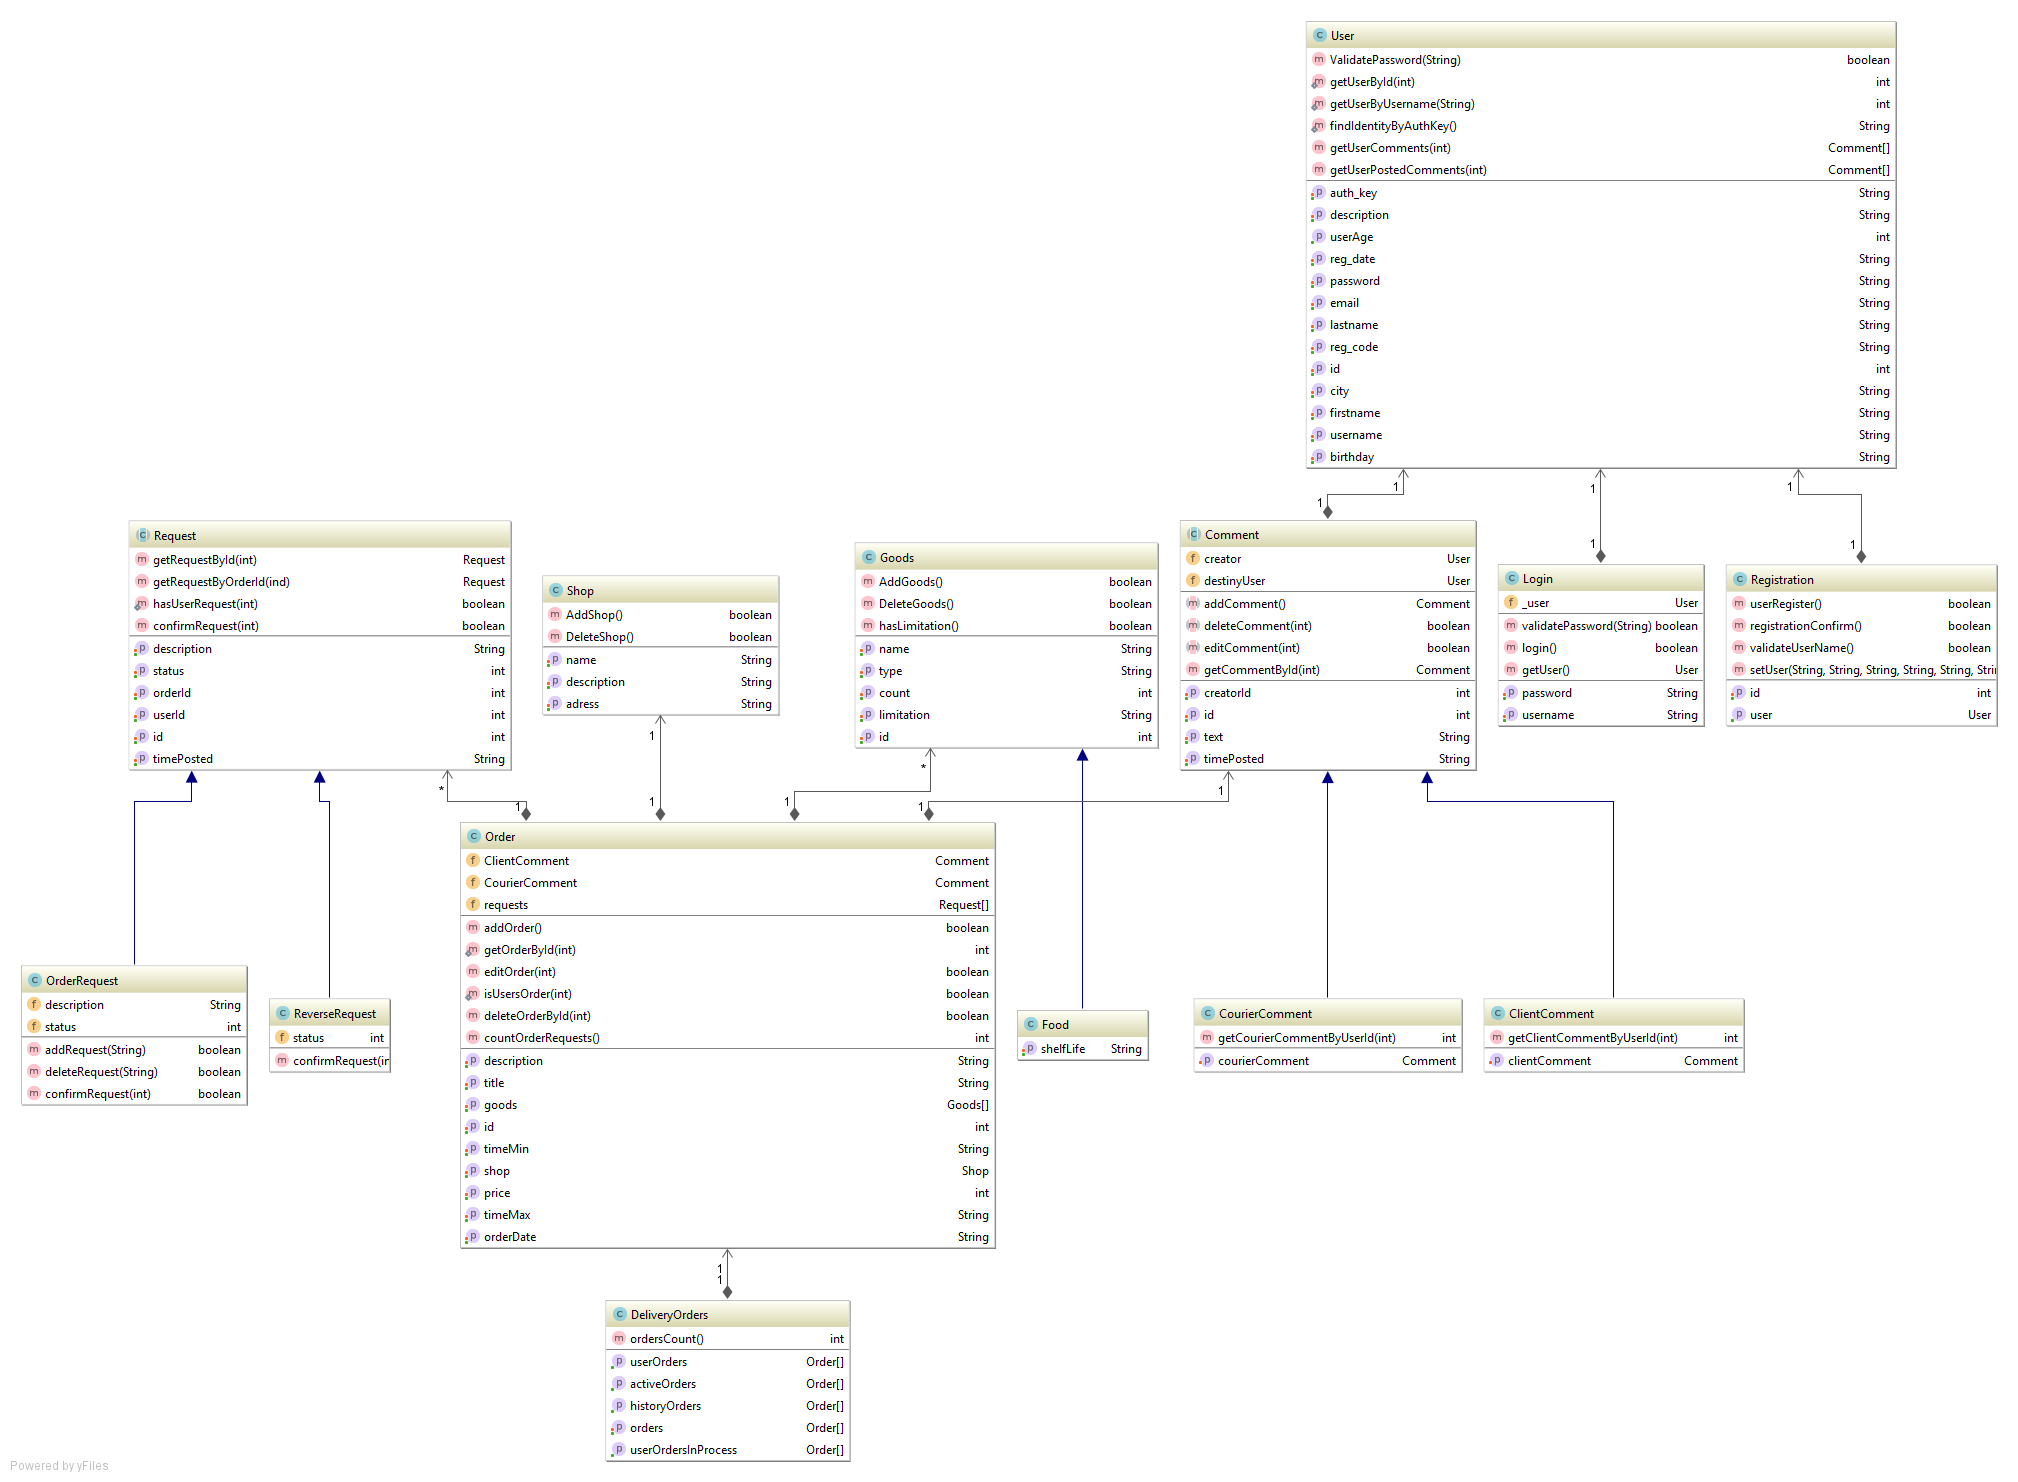 User
ValidatePassword(String) boolean
getUserById(int) int
getUserByUsername(String) int
findIdentityByAuthKey() String
getUserComments(int) Comment[]
getUserPostedComments(int) Comment[]
auth_key String
description String
userAge int
reg_date String
password String
email String
lastname String
reg_code String
id int
city String
firstname String
username String
birthday String
1 1
1 1
1 1
Request
getRequestById(int) Request
getRequestByOrderId(ind) Request
hasUserRequest(int) boolean
confirmRequest(int) boolean
description String
status int
orderId int
userId int
id int
timePosted String
Shop
AddShop() boolean
DeleteShop() boolean
name String
description String
adress String
Goods
AddGoods() boolean
DeleteGoods() boolean
hasLimitation() boolean
name String
type String
count int
limitation String
id int
Comment
creator User
destinyUser User
addComment() Comment
deleteComment(int) boolean
editComment(int) boolean
getCommentById(int) Comment
creatorId int
id int
text String
timePosted String
Login
_user User
validatePassword(String) boolean
login() boolean
getUser() User
password String
username String
Registration
userRegister() boolean
registrationConfirm() boolean
validateUserName() boolean
setUser(String, String, String, String, String, Stri
id int
user User
* 1
1 1
* 1
1 1
Order
ClientComment Comment
CourierComment Comment
requests Request[]
addOrder() boolean
getOrderById(int) int
editOrder(int) boolean
isUsersOrder(int) boolean
deleteOrderById(int) boolean
countOrderRequests() int
description String
title String
goods Goods[]
id int
timeMin String
shop Shop
price int
timeMax String
orderDate String
OrderRequest
description String
status int
addRequest(String) boolean
deleteRequest(String) boolean
confirmRequest(int) boolean
ReverseRequest
status int
confirmRequest(in
Food
shelfLife String
CourierComment
getCourierCommentByUserId(int) int
courierComment Comment
ClientComment
getClientCommentByUserId(int) int
clientComment Comment
1
1
DeliveryOrders
ordersCount() int
userOrders Order[]
activeOrders Order[]
historyOrders Order[]
orders Order[]
userOrdersInProcess Order[]
Powered by yFiles